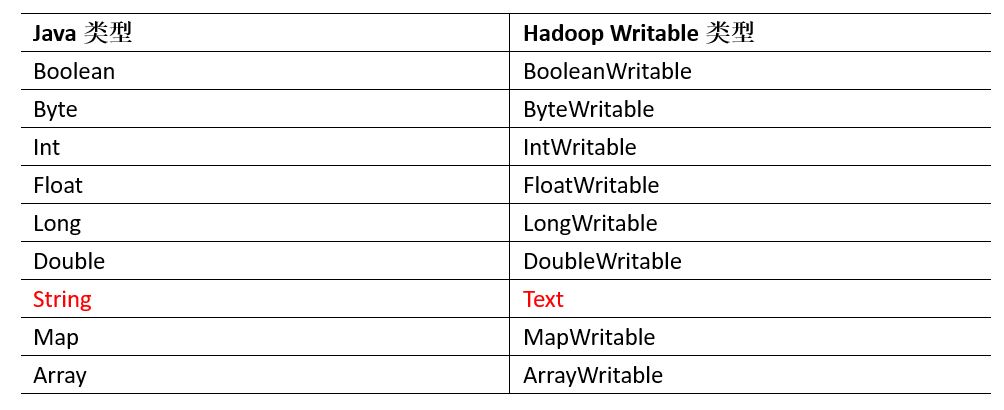 Java 类型 Hadoop Writable 类型
Boolean BooleanWritable
Byte ByteWritable
Int IntWritable
Float FloatWritable
Long LongWritable
Double DoubleWritable
String Text
Map MapWritable
Array ArrayWritable